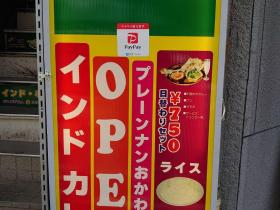 PayPay
インド カ
OPE
プレーンナンおかわ
日替わりセット
¥750
ライス
インド・